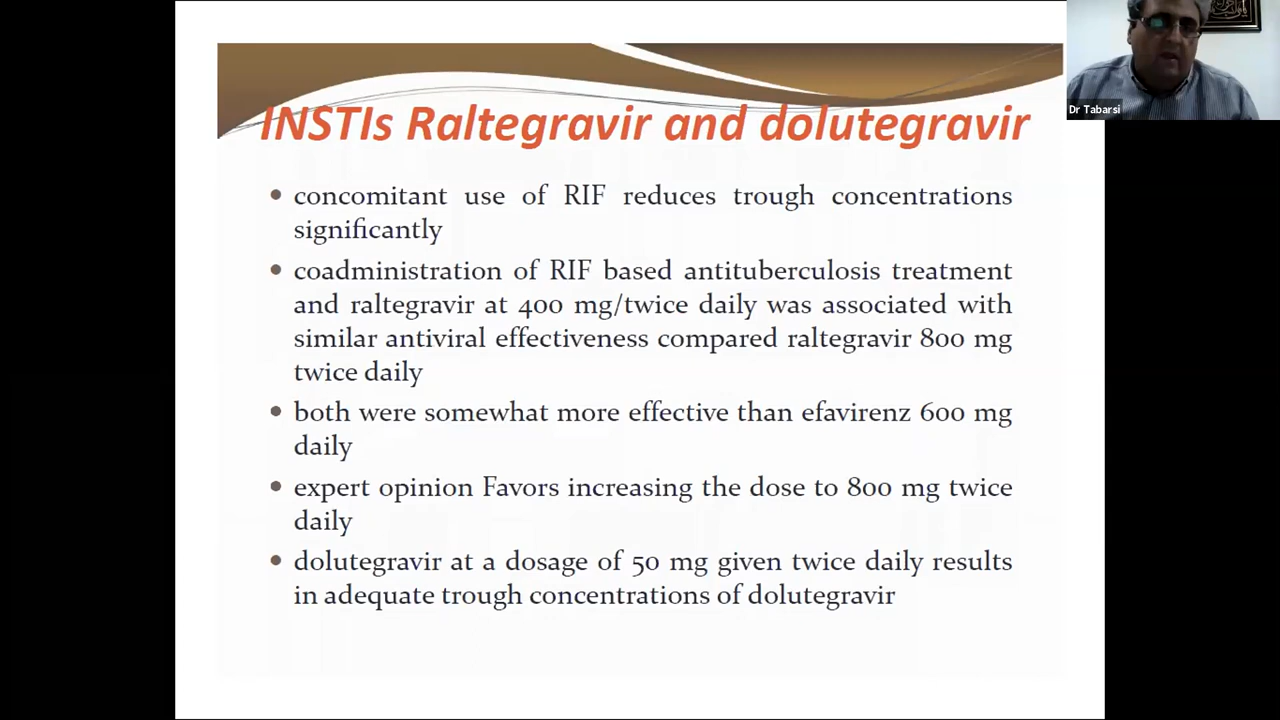 INSTIs Raltegravir and dolutegravir
• concomitant use of RIF reduces trough concentrations
significantly
• coadministration of RIF based antituberculosis treatment
and raltegravir at 400 mg/twice daily was associated with
similar antiviral effectiveness compared raltegravir 800 mg
twice daily
• both were somewhat more effective than efavirenz 600 mg
daily
• expert opinion Favors increasing the dose to 800 mg twice
daily
• dolutegravir at a dosage of 50 mg given twice daily results
in adequate trough concentrations of dolutegravir
Dr Tabarsi